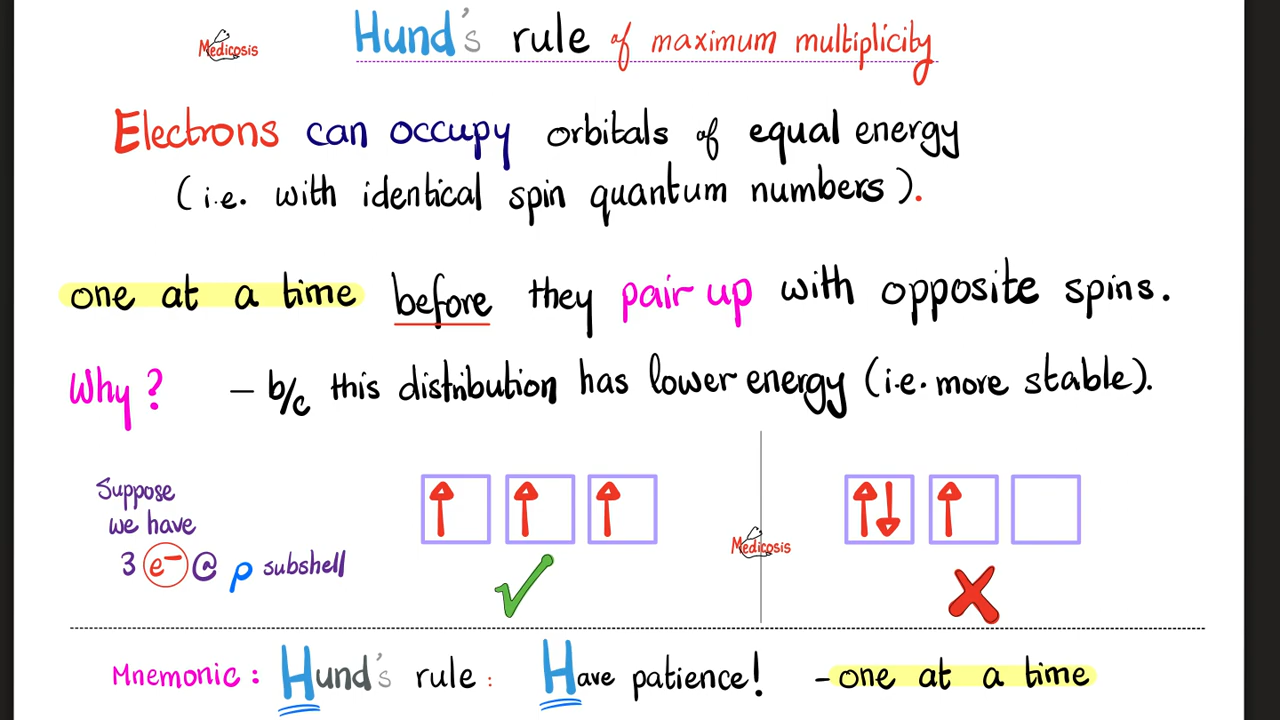 Medicosis
Hund's rule of maximum multiplicity
Electrons can occupy orbitals of equal energy
(i.e. with identical spin quantum numbers).
one at a time before they pair up with opposite spins.
Why? - b/c this distribution has lower energy (i.e. more stable).
Suppose
we have
3 e- @ p subshell
Medicosis
Mnemonic: Hund's rule: Have patience! - one at a time